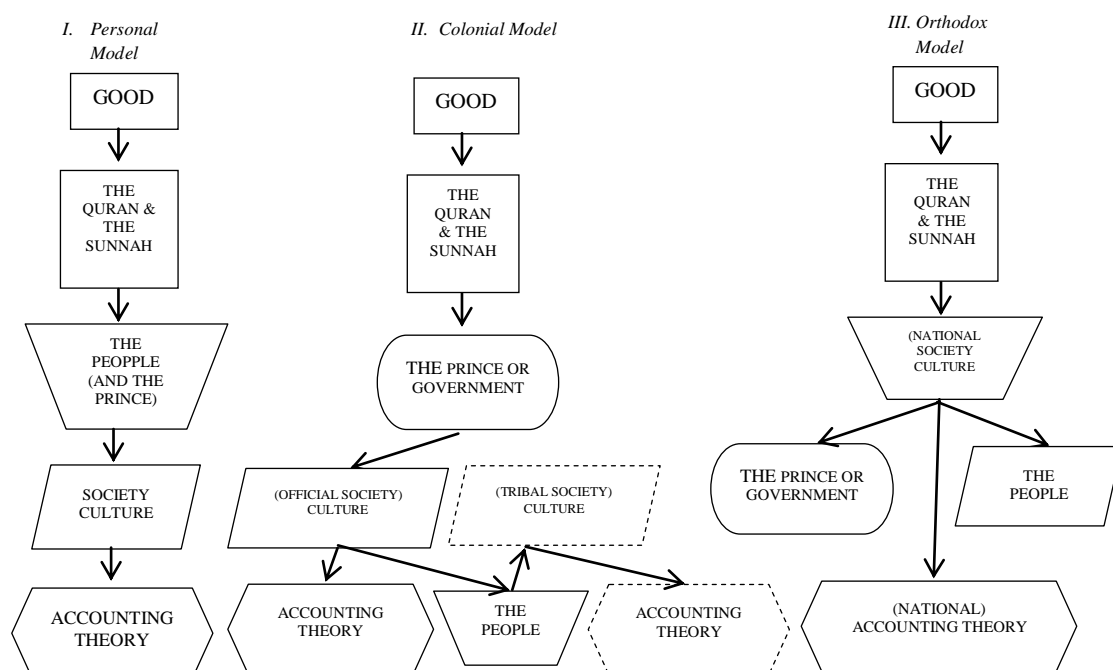 I. Personal
Model
GOOD
THE
QURAN &
THE
SUNNAH
THE
PEOPPLE
(AND THE
PRINCE)
SOCIETY
CULTURE
ACCOUNTING
THEORY
II. Colonial Model
GOOD
THE
QURAN
& THE
SUNNAH
THE PRINCE OR
GOVERNMENT
(OFFICIAL SOCIETY)
CULTURE
(TRIBAL SOCIETY)
CULTURE
ACCOUNTING
THEORY
THE
PEOPLE
ACCOUNTING
THEORY
III. Orthodox
Model
GOOD
THE
QURAN
& THE
SUNNAH
(NATIONAL
SOCIETY
CULTURE
THE PRINCE OR
GOVERNMENT
THE
PEOPLE
(NATIONAL)
ACCOUNTING THEORY